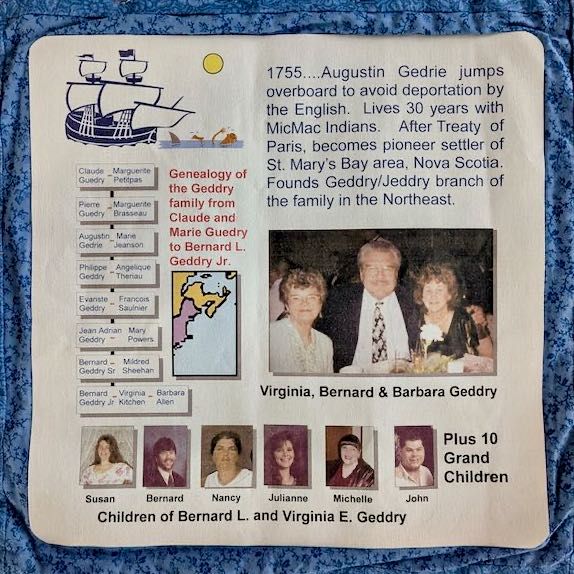 1755....Augustin Gedrie jumps
overboard to avoid deportation by
the English. Lives 30 years with
MicMac Indians. After Treaty of
Paris, becomes pioneer settler of
St. Mary's Bay area, Nova Scotia.
Founds Geddry/Jeddry branch of
the family in the Northeast.
Claude – Marguerite
Guedry Petitpas
Pierre – Marguerite
Guedry Brasseau
Augustin – Marie
Gedrie Jeanson
Philippe – Angelique
Geddry Theriau
Evariste – Francois
Geddry Saulnier
Jean Adrian – Mary
Geddry Powers
Bernard – Mildred
Geddry Sr Sheehan
Bernard – Virginia – Barbara
Geddry Jr Kitchen Allen
Genealogy of
the Geddry
family from
Claude and
Marie Guedry
to Bernard L.
Geddry Jr.
Virginia, Bernard & Barbara Geddry
Susan Bernard Nancy Julianne Michelle John
Plus 10
Grand
Children
Children of Bernard L. and Virginia E. Geddry